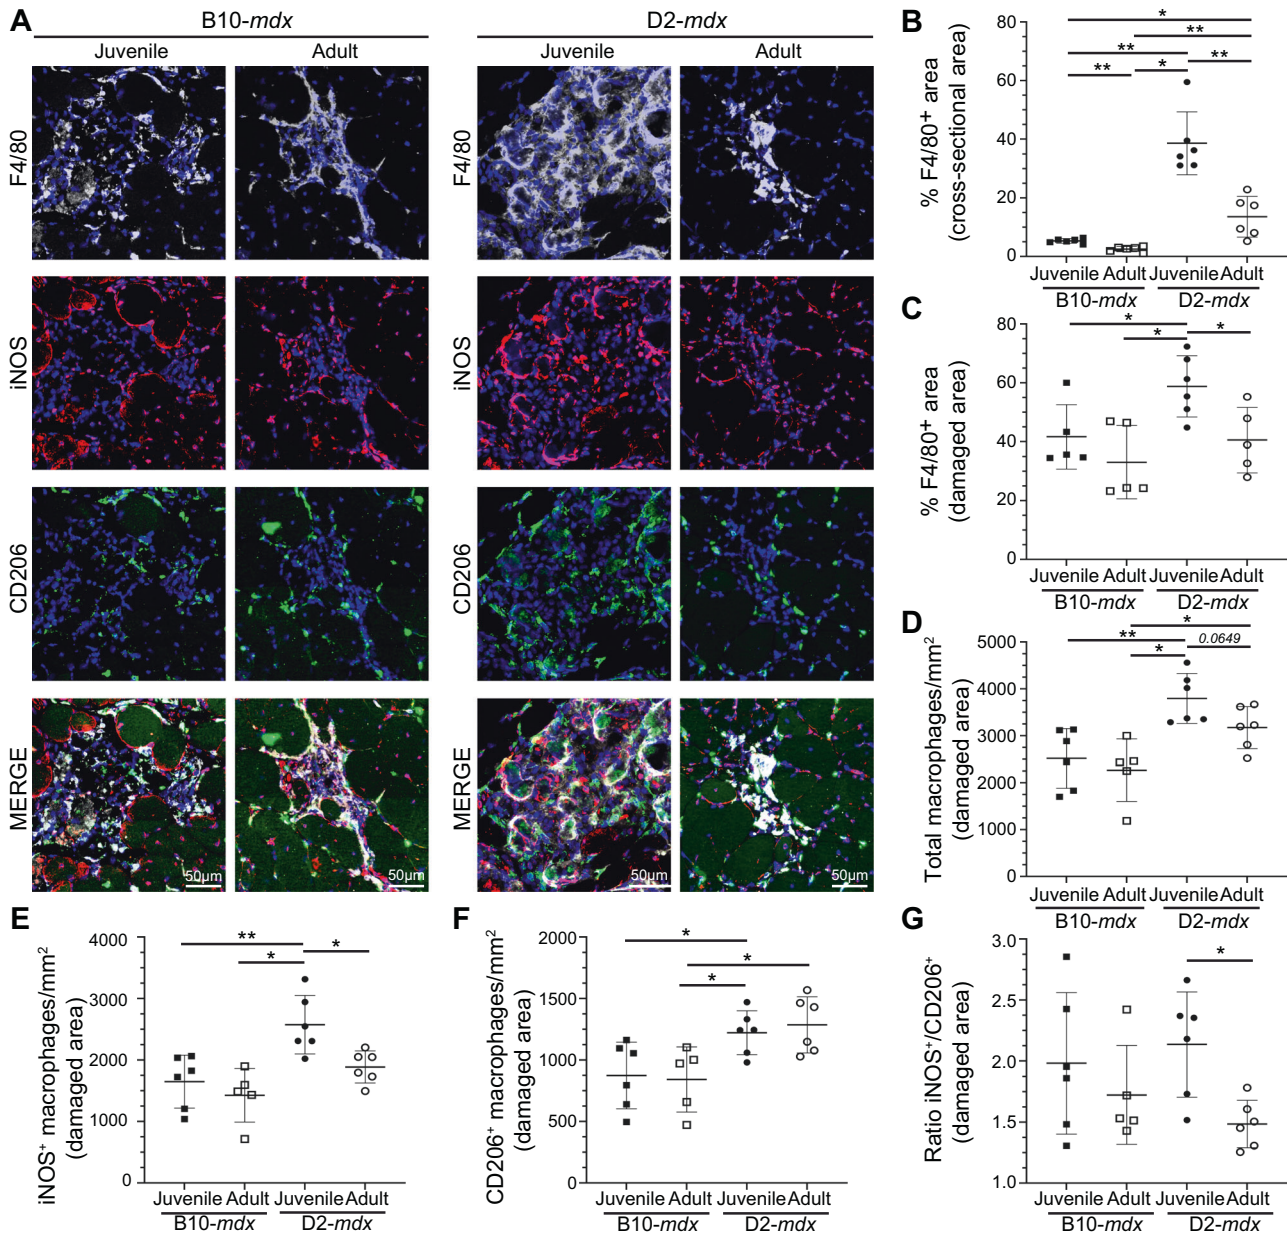 A
B10-mdx
D2-mdx
Juvenile
Adult
Juvenile
Adult
F4/80
F4/80
iNOS
iNOS
CD206
CD206
MERGE
MERGE
50µm
50µm
50µm
50µm
B
% F4/80+ area
(cross-sectional area)
80
60
40
20
0
*
**
**
**
*
**
Juvenile Adult Juvenile Adult
B10-mdx D2-mdx
C
% F4/80+ area
(damaged area)
80
60
40
20
0
*
*
*
Juvenile Adult Juvenile Adult
B10-mdx D2-mdx
D
Total macrophages/mm2
(damaged area)
5000
4000
3000
2000
1000
0
*
**
0.0649
*
Juvenile Adult Juvenile Adult
B10-mdx D2-mdx
E
iNOS+ macrophages/mm2
(damaged area)
4000
3000
2000
1000
0
**
*
*
Juvenile Adult Juvenile Adult
B10-mdx D2-mdx
F
CD206+ macrophages/mm2
(damaged area)
2000
1500
1000
500
0
*
*
*
Juvenile Adult Juvenile Adult
B10-mdx D2-mdx
G
Ratio iNOS+/CD206+
(damaged area)
3.0
2.5
2.0
1.5
1.0
*
Juvenile Adult Juvenile Adult
B10-mdx D2-mdx